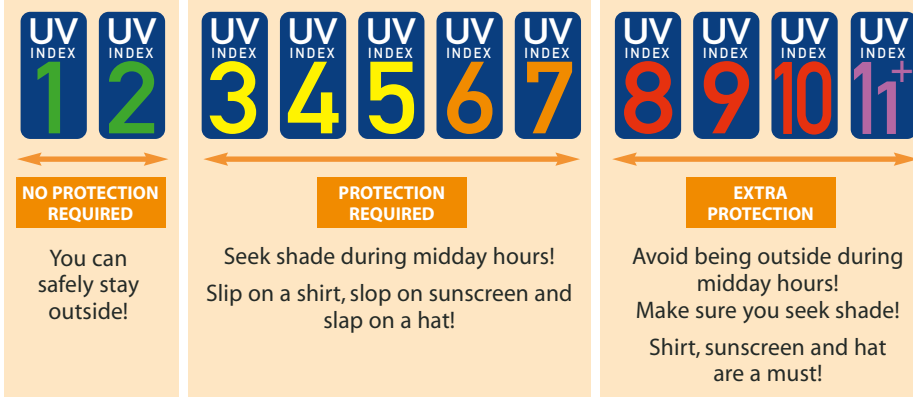 UV INDEX 1
UV INDEX 2
NO PROTECTION
REQUIRED
You can
safely stay
outside!
UV INDEX 3
UV INDEX 4
UV INDEX 5
UV INDEX 6
UV INDEX 7
PROTECTION
REQUIRED
Seek shade during midday hours!
Slip on a shirt, slop on sunscreen and
slap on a hat!
UV INDEX 8
UV INDEX 9
UV INDEX 10
UV INDEX 11+
EXTRA
PROTECTION
Avoid being outside during
midday hours!
Make sure you seek shade!
Shirt, sunscreen and hat
are a must!